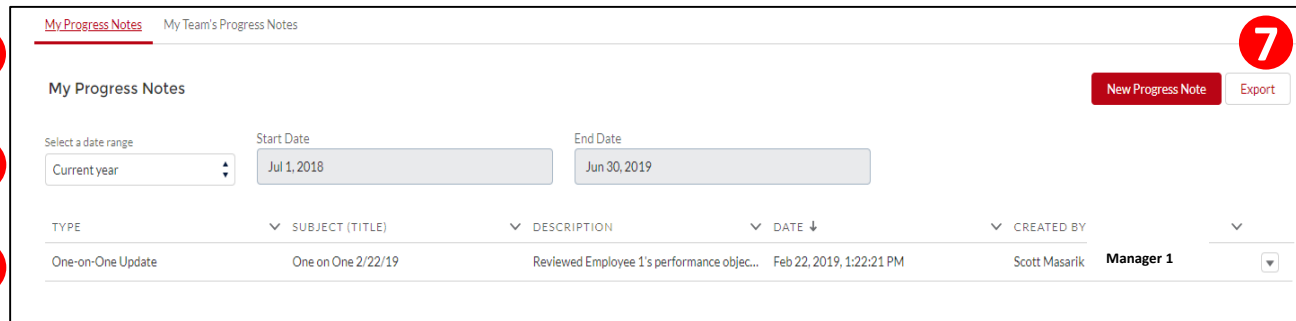 My Progress Notes My Team's Progress Notes
7
My Progress Notes
New Progress Note Export
Select a date range Start Date End Date
Current year Jul 1, 2018 Jun 30, 2019
TYPE SUBJECT (TITLE) DESCRIPTION DATE CREATED BY
One-on-One Update One on One 2/22/19 Reviewed Employee 1's performance objec... Feb 22, 2019, 1:22:21 PM Scott Masarik Manager 1